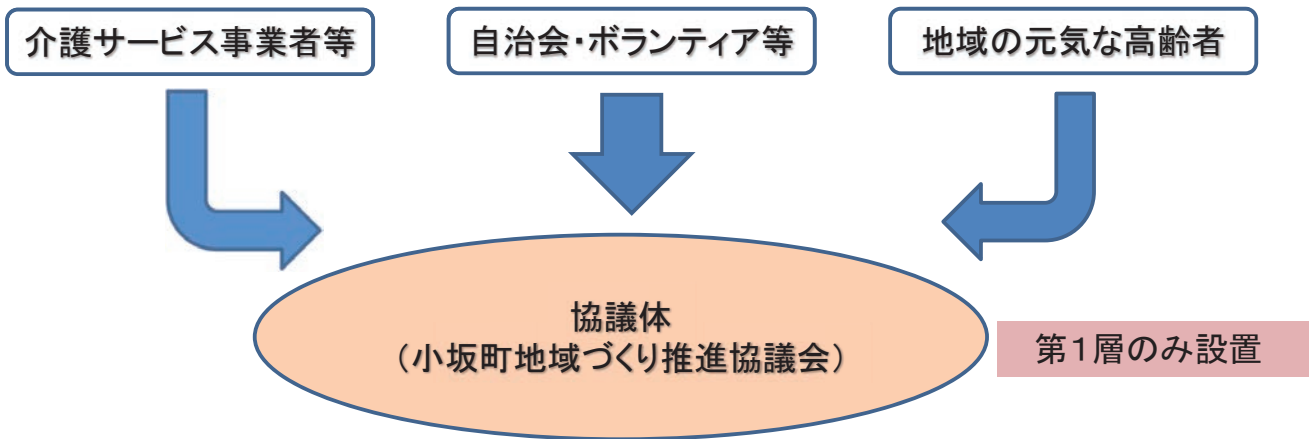 介護サービス事業者等
自治会・ボランティア等
地域の元気な高齢者
協議体
（小坂町地域づくり推進協議会）
第１層のみ設置